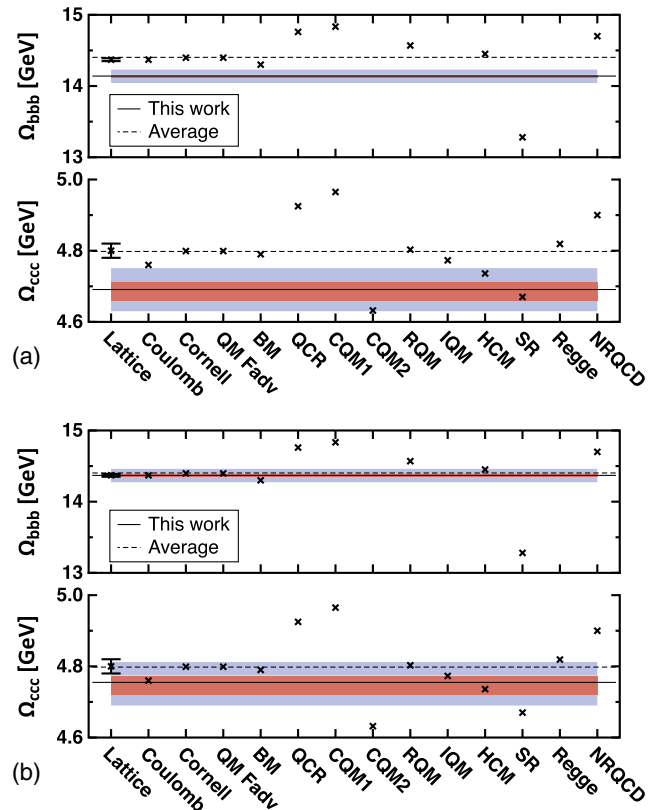 15
14
13
Ω_bbb [GeV]
This work
Average
5.0
4.8
4.6
Ω_ccc [GeV]
(a)
Lattice
Coulomb
Cornell
QM Fadv
BM
QCR
CQM1
CQM2
RQM
IQM
HCM
SR
Regge
NRQCD
15
14
13
Ω_bbb [GeV]
This work
Average
5.0
4.8
4.6
Ω_ccc [GeV]
(b)
Lattice
Coulomb
Cornell
QM Fadv
BM
QCR
CQM1
CQM2
RQM
IQM
HCM
SR
Regge
NRQCD